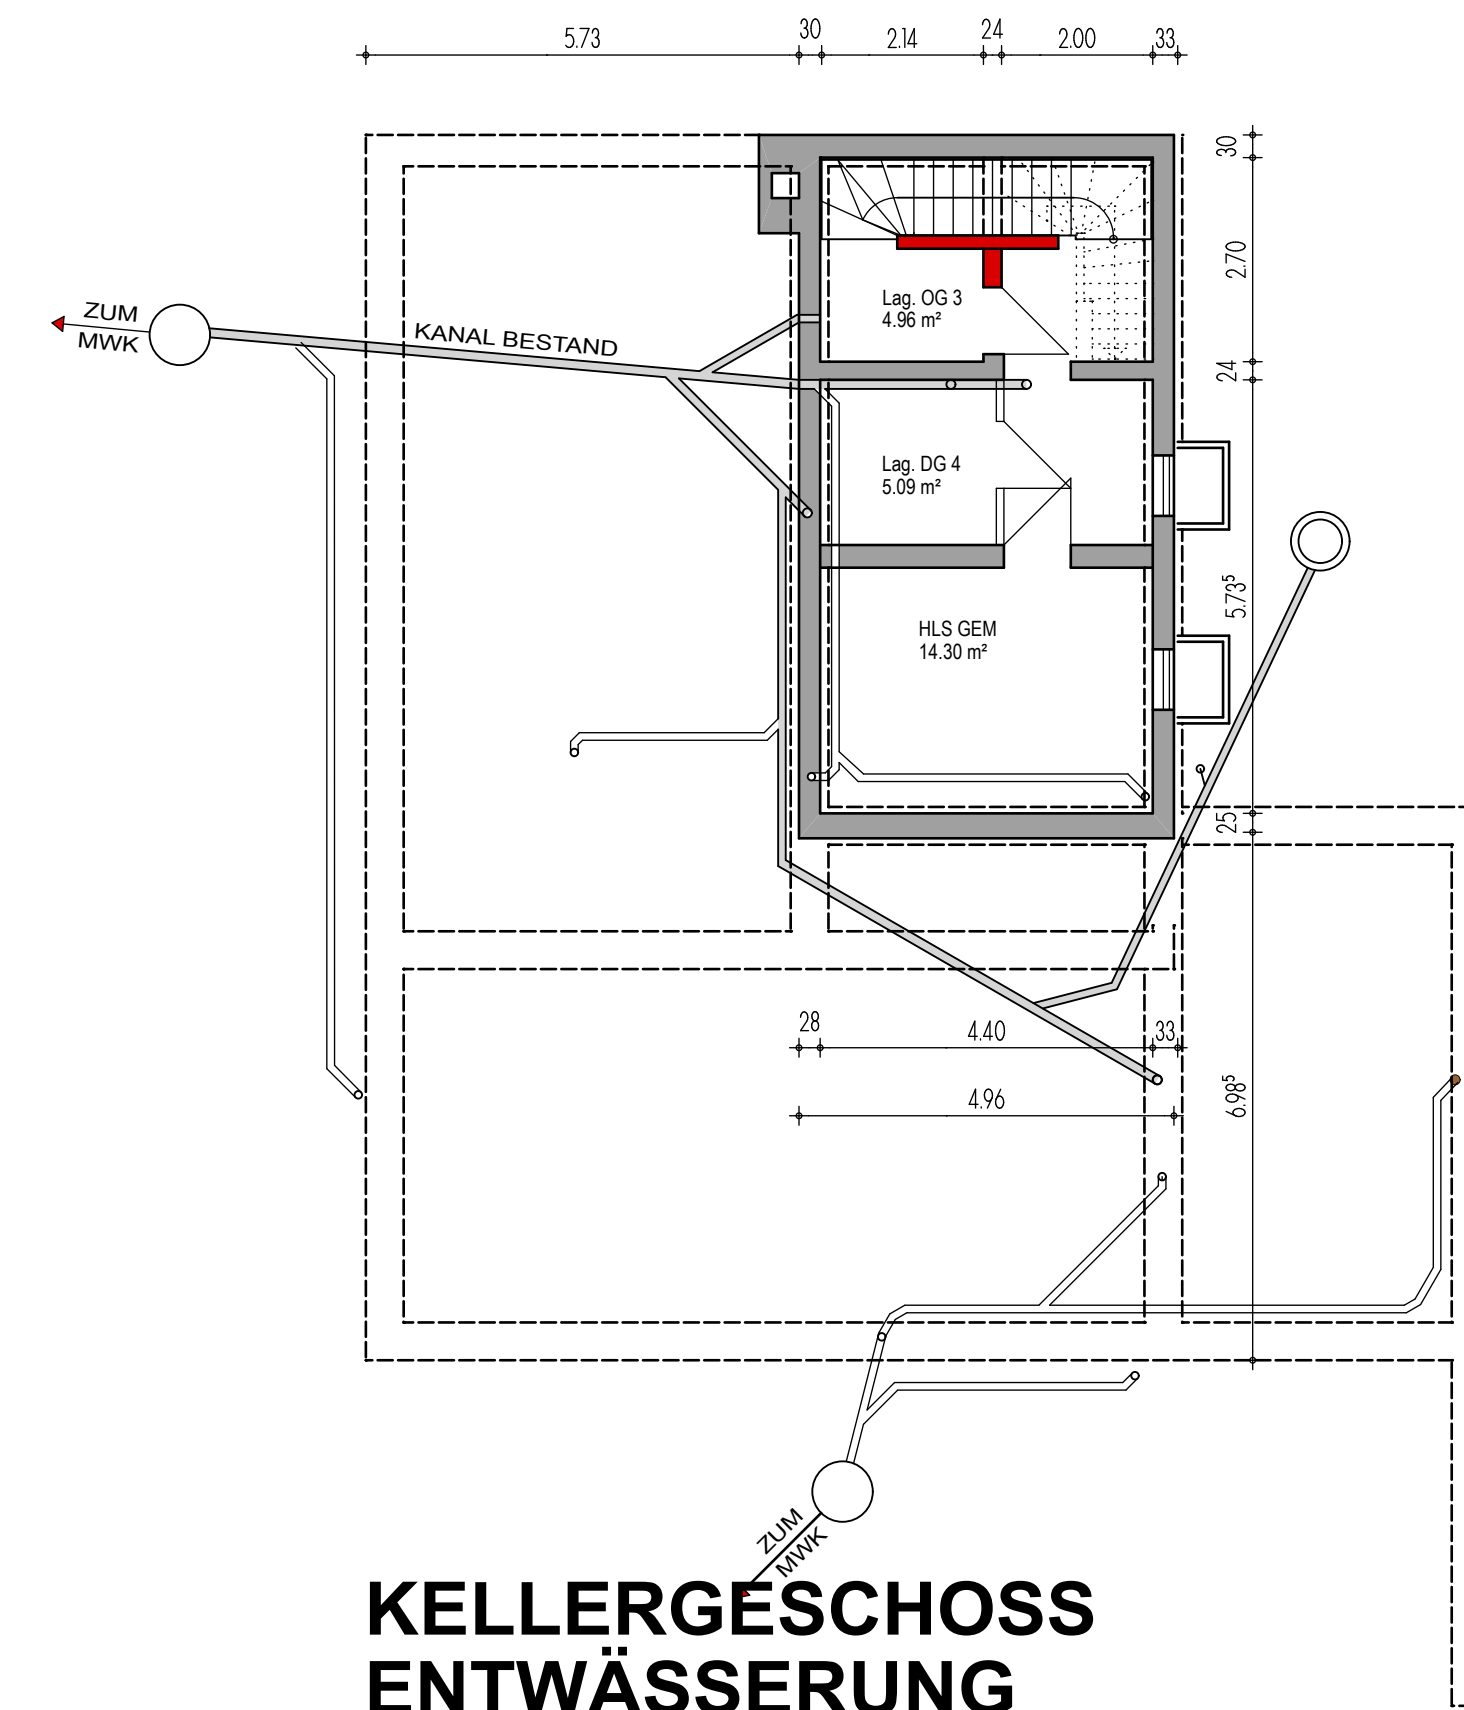 5.73
30
2.14
24
2.00
33
30
2.70
24
5.73⁵
25
6.98⁵
ZUM
MWK
KANAL BESTAND
Lag. OG 3
4.96 m²
Lag. DG 4
5.09 m²
HLS GEM
14.30 m²
28
4.40
33
4.96
ZUM
MWK
KELLERGESCHOSS
ENTWÄSSERUNG